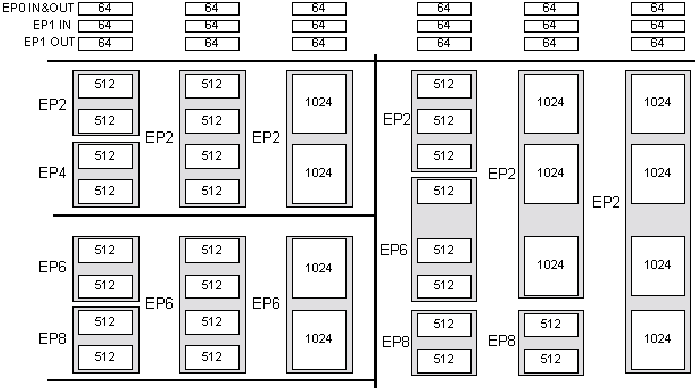 EP0 IN&OUT 64 64 64 64 64 64
EP1 IN 64 64 64 64 64 64
EP1 OUT 64 64 64 64 64 64
512 512 1024 512 1024 1024
EP2 512 EP2 512 EP2 EP2 512
512 512 1024 512 EP2 1024 EP2 1024
EP4 512 512 512
EP6 512 512 1024 EP6 512 1024 1024
512 EP6 512 EP6 512
EP8 512 512 1024 EP8 512 EP8 512 1024
512 512 512 512